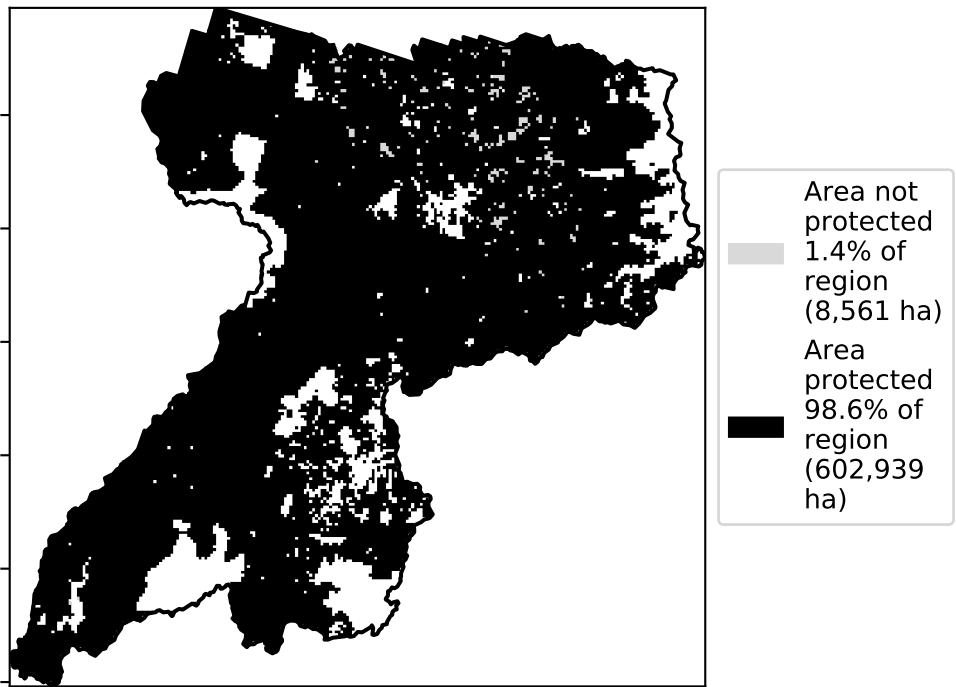 Area not
protected
1.4% of
region
(8,561 ha)
Area
protected
98.6% of
region
(602,939
ha)